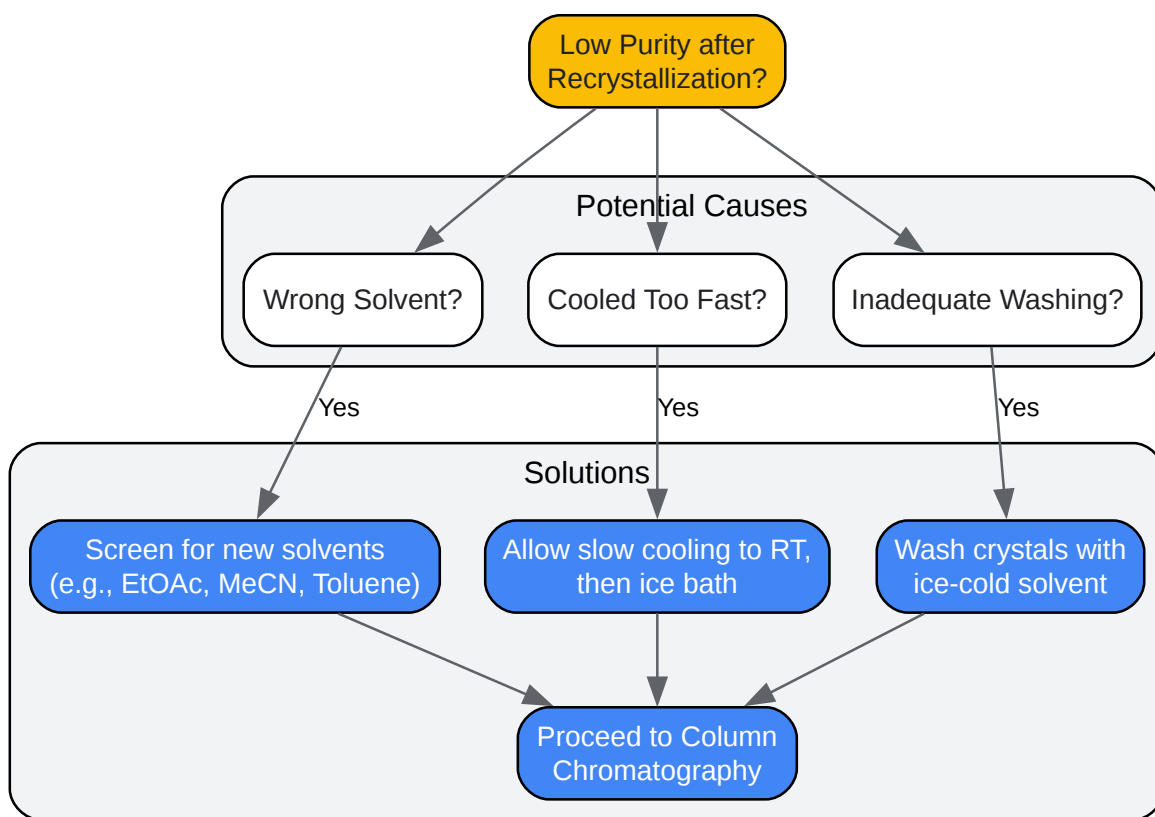 Low Purity after
Recrystallization?
Potential Causes
Wrong Solvent?
Cooled Too Fast?
Inadequate Washing?
Yes
Yes
Yes
Solutions
Screen for new solvents
(e.g., EtOAc, MeCN, Toluene)
Allow slow cooling to RT,
then ice bath
Wash crystals with
ice-cold solvent
Proceed to Column
Chromatography